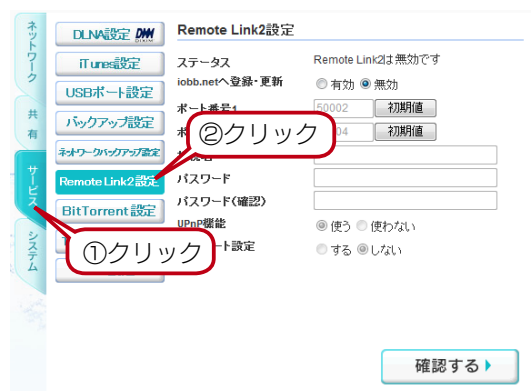 ネットワーク
共有
サービス
システム
DLNA設定 DiXiM
iTunes設定
USBポート設定
バックアップ設定
ネットワークバックアップ設定
Remote Link2設定
BitTorrent設定
Remote Link2設定
ステータス Remote Link2は無効です
iobb.netへ登録・更新 有効 無効
ポート番号1 50002 初期値
04 初期値
パスワード
パスワード(確認)
UPnP機能 使う 使わない
ト設定 する しない
②クリック
①クリック
確認する